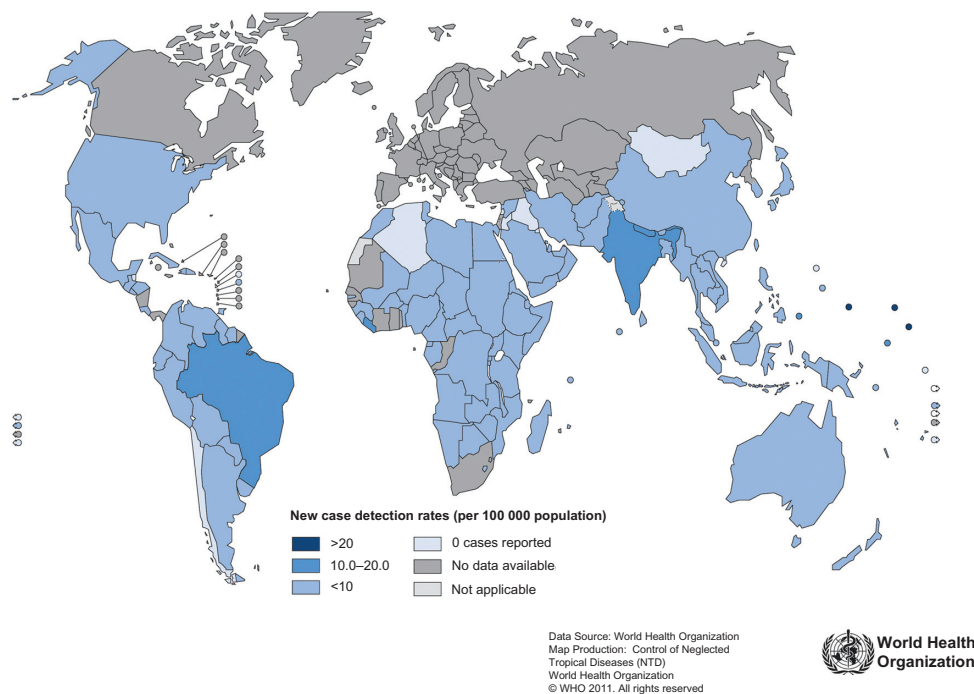 New case detection rates (per 100 000 population)
>20
10.0–20.0
<10
0 cases reported
No data available
Not applicable
Data Source: World Health Organization
Map Production: Control of Neglected
Tropical Diseases (NTD)
World Health Organization
© WHO 2011. All rights reserved
World Health
Organization